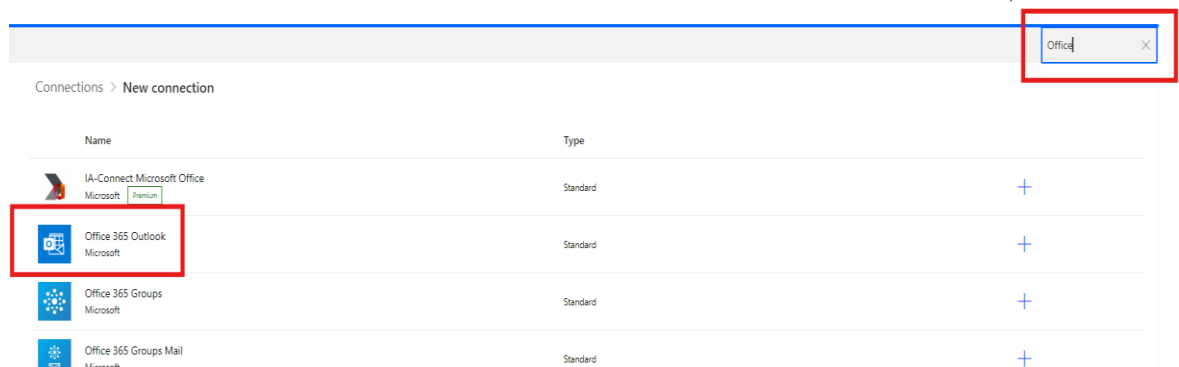 Office
Connections > New connection
Name Type
IA-Connect Microsoft Office
Microsoft Premium
Standard
Office 365 Outlook
Microsoft
Standard
Office 365 Groups
Microsoft
Standard
Office 365 Groups Mail
Microsoft
Standard